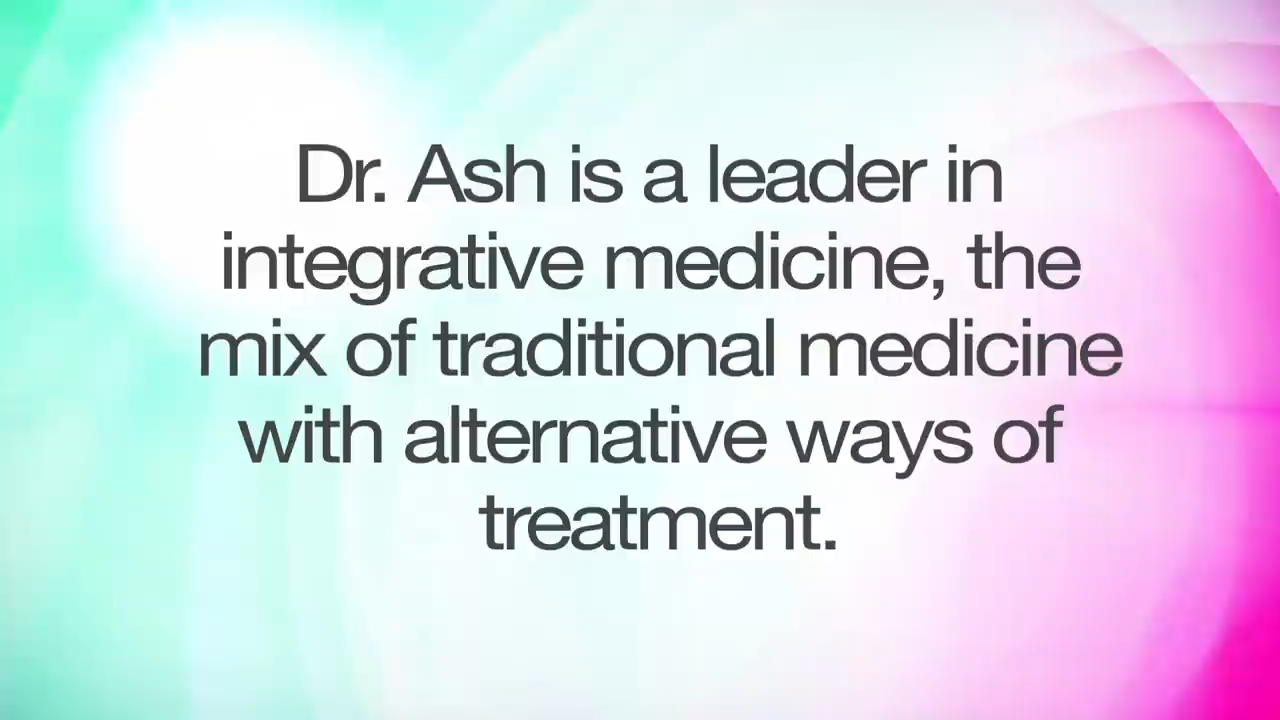 Dr. Ash is a leader in
integrative medicine, the
mix of traditional medicine
with alternative ways of
treatment.